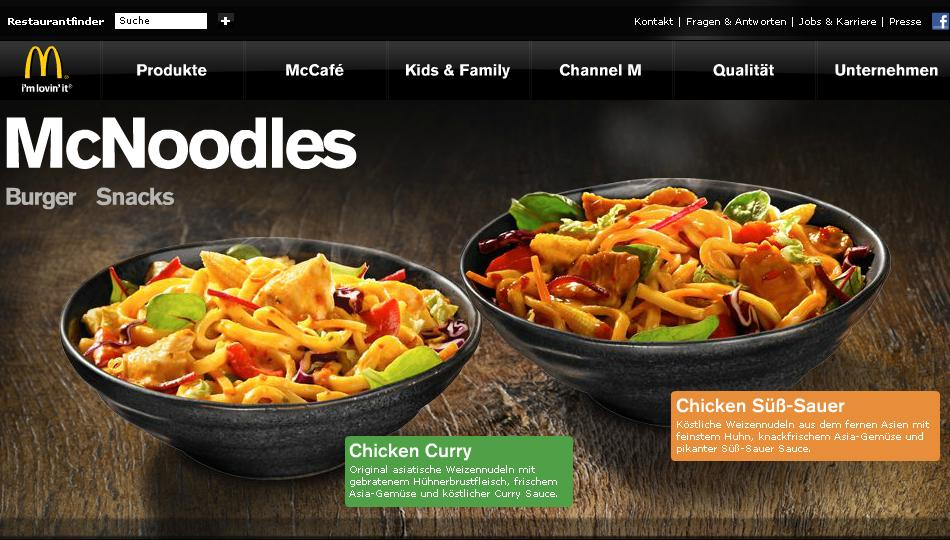 Restaurantfinder Suche Kontakt | Fragen & Antworten | Jobs & Karriere | Presse f
M
i'm lovin' it®
Produkte McCafé Kids & Family Channel M Qualität Unternehmen
McNoodles
Burger Snacks
Chicken Süß-Sauer
Köstliche Weizennudeln aus dem fernen Asien mit
feinstem Huhn, knackfrischem Asia-Gemüse und
pikanter Süß-Sauer Sauce.
Chicken Curry
Original asiatische Weizennudeln mit
gebratenem Hühnerbrustfleisch, frischem
Asia-Gemüse und köstlicher Curry Sauce.